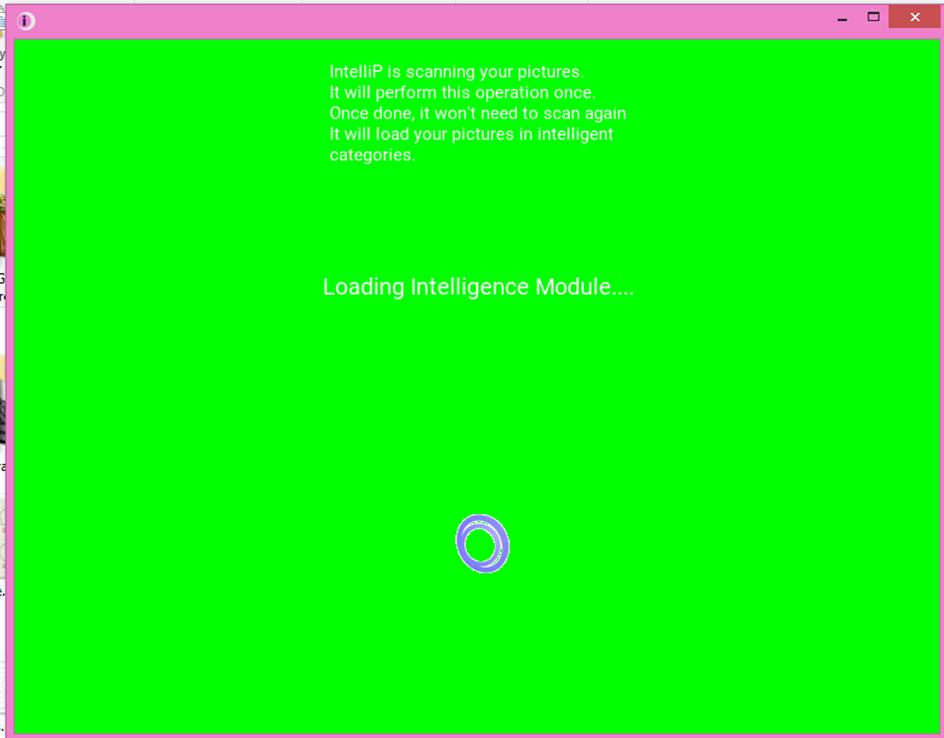 IntelliP is scanning your pictures.
It will perform this operation once.
Once done, it won't need to scan again
It will load your pictures in intelligent
categories.
Loading Intelligence Module....